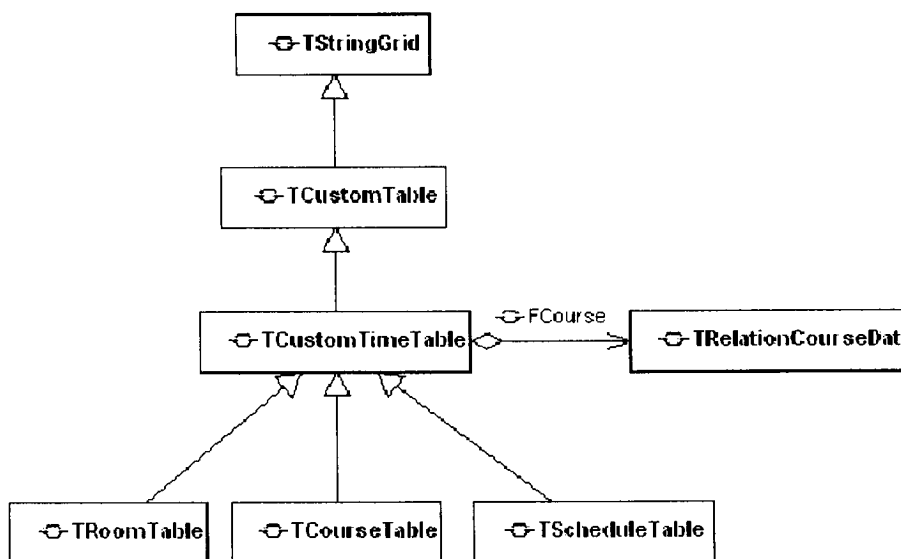 TStringGrid
TCustomTable
FCourse
TCustomTimeTable
TRelationCourseDat
TRoomTable
TCourseTable
TScheduleTable